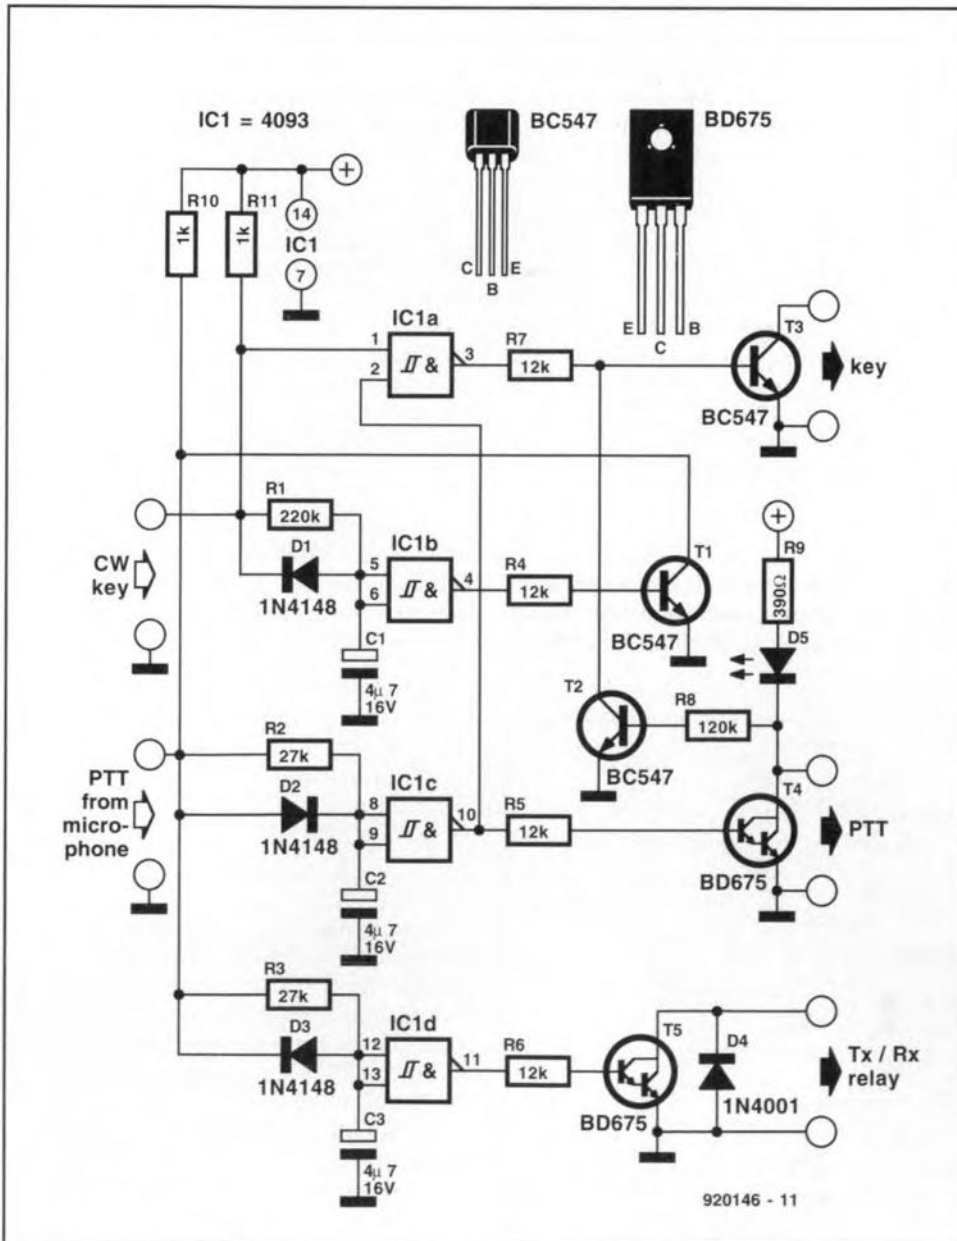 IC1 = 4093
BC547
BD675
R10
1k
R11
1k
14
IC1
7
C
B
E
E
C
B
+
IC1a
1
2
&
3
R7
12k
T3
BC547
key
R1
220k
D1
1N4148
CW
key
IC1b
5
6
&
4
R4
12k
T1
BC547
+
R9
390Ω
D5
C1
4µ7
16V
T2
BC547
R8
120k
R2
27k
D2
1N4148
PTT
from
micro-
phone
IC1c
8
9
&
10
R5
12k
T4
BD675
PTT
C2
4µ7
16V
R3
27k
D3
1N4148
IC1d
12
13
&
11
R6
12k
T5
BD675
D4
1N4001
Tx / Rx
relay
C3
4µ7
16V
920146 - 11